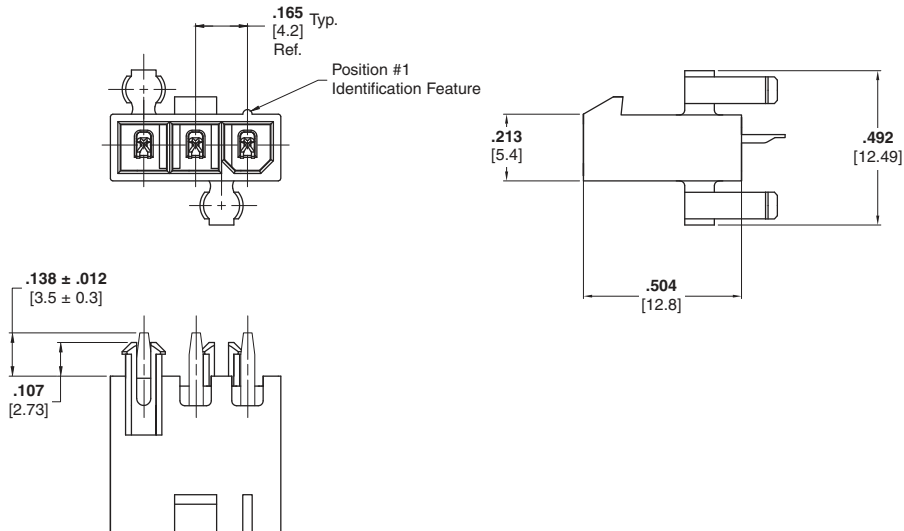 .165
[4.2]
Typ.
Ref.
Position #1
Identification Feature
.213
[5.4]
.492
[12.49]
.504
[12.8]
.138 ± .012
[3.5 ± 0.3]
.107
[2.73]